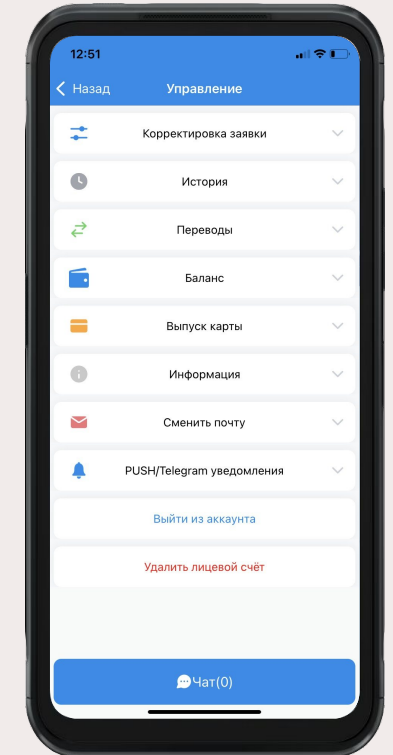 12:51
Назад
Управление
Корректировка заявки
История
Переводы
Баланс
Выпуск карты
Информация
Сменить почту
PUSH/Telegram уведомления
Выйти из аккаунта
Удалить лицевой счёт
Чат(0)